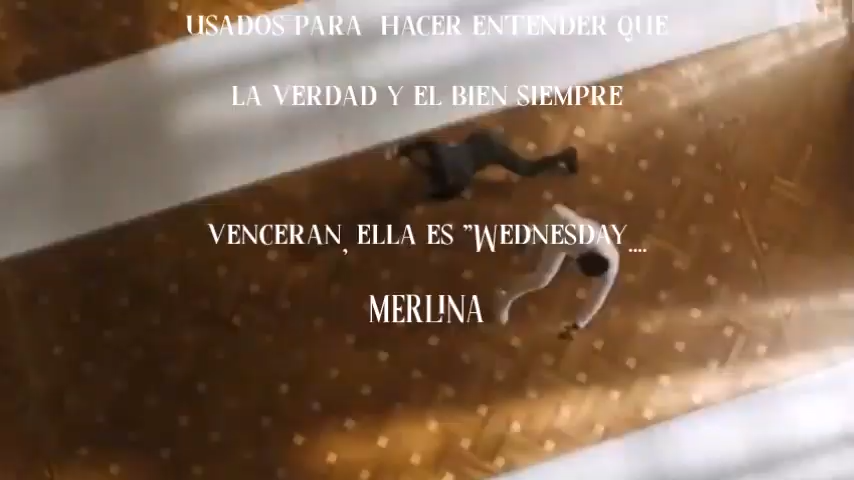 USADOS PARA HACER ENTENDER QUE
LA VERDAD Y EL BIEN SIEMPRE
VENCERAN, ELLA ES "WEDNESDAY....
MERLINA